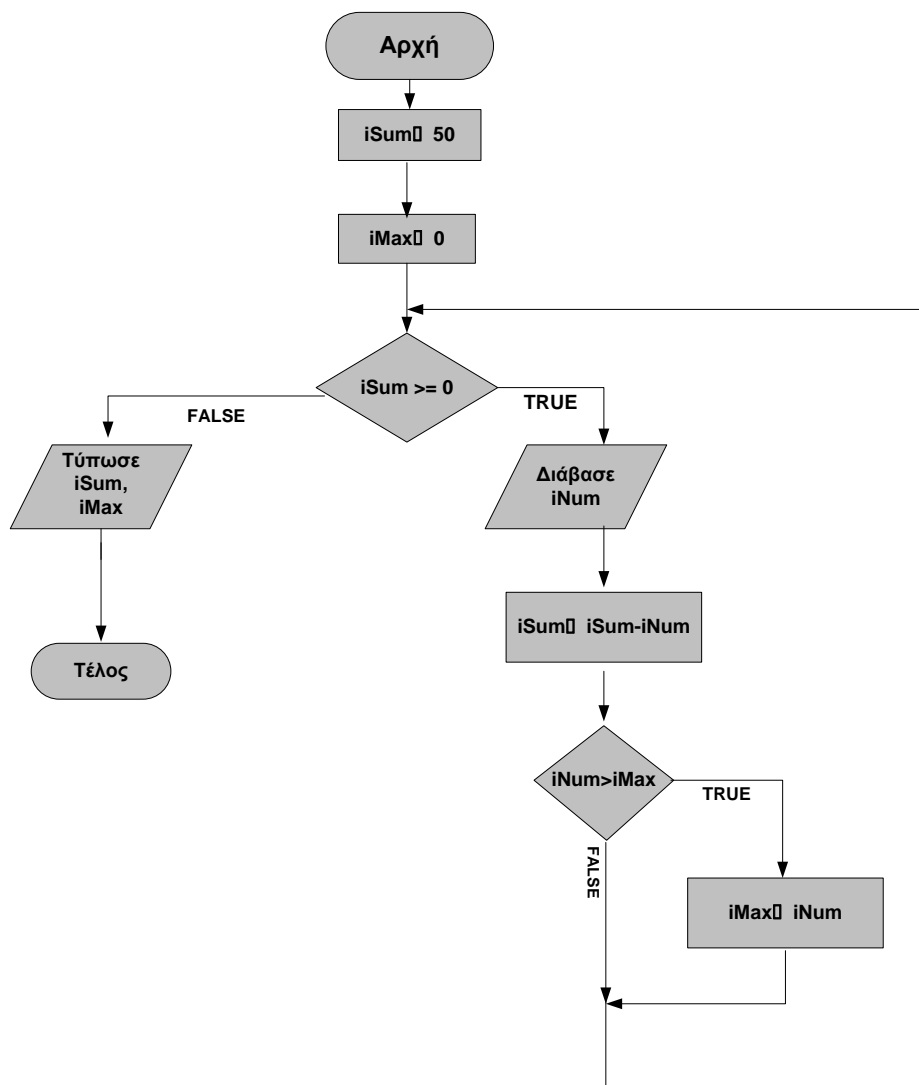 Αρχή
iSum▯ 50
iMax▯ 0
iSum >= 0
FALSE
TRUE
Τύπωσε
iSum,
iMax
Διάβασε
iNum
iSum▯ iSum-iNum
Τέλος
iNum>iMax
TRUE
FALSE
iMax▯ iNum